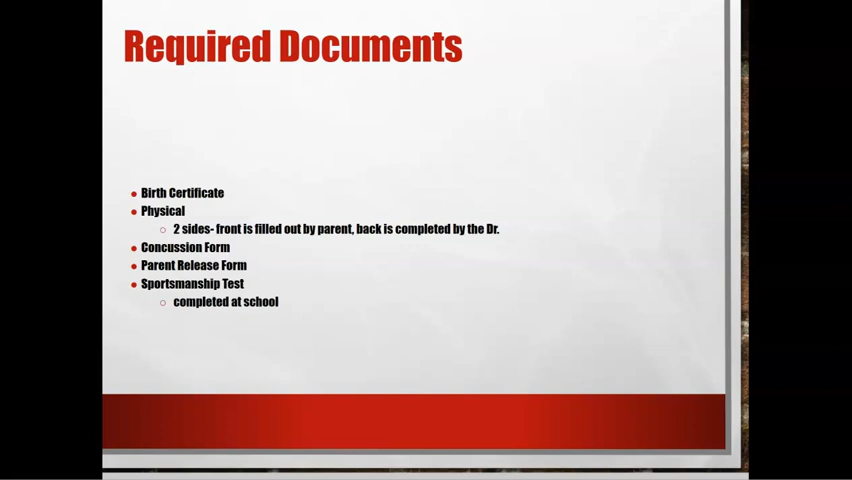 Required Documents
Birth Certificate
Physical
2 sides- front is filled out by parent, back is completed by the Dr.
Concussion Form
Parent Release Form
Sportsmanship Test
completed at school